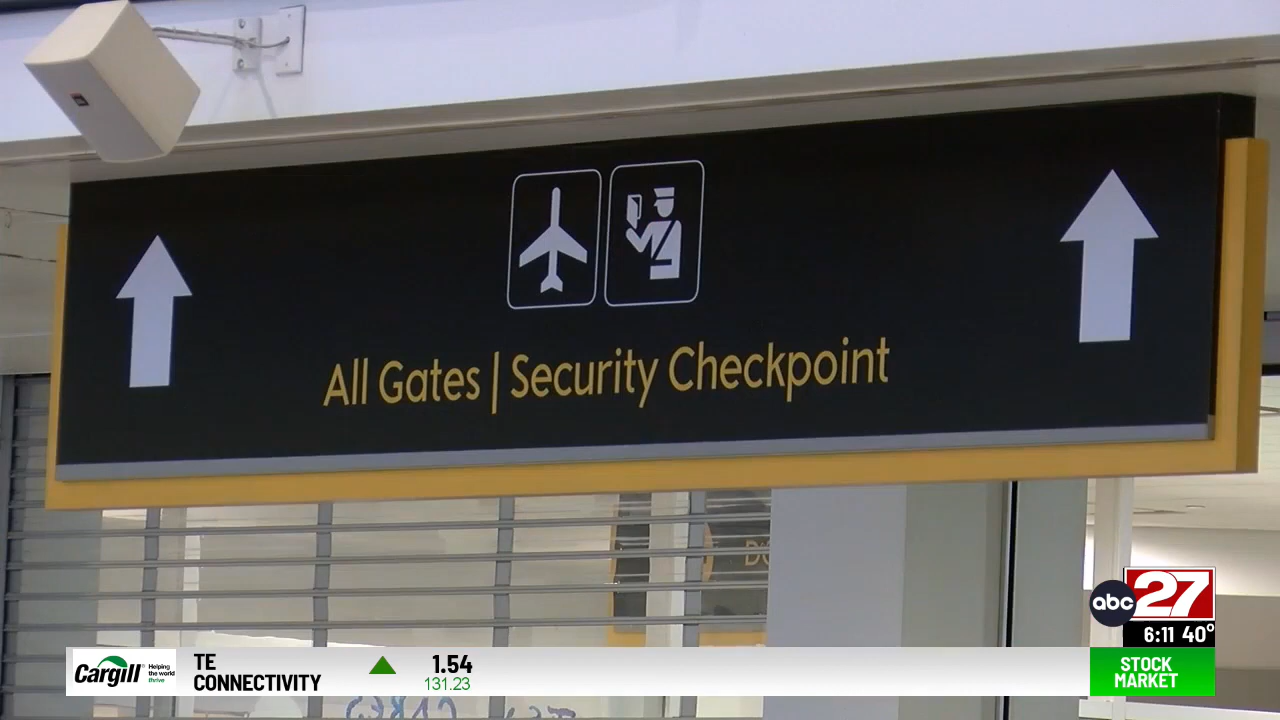 All Gates | Security Checkpoint
abc 27
6:11 40°
Cargill Helping the world thrive
TE CONNECTIVITY
1.54
131.23
STOCK MARKET